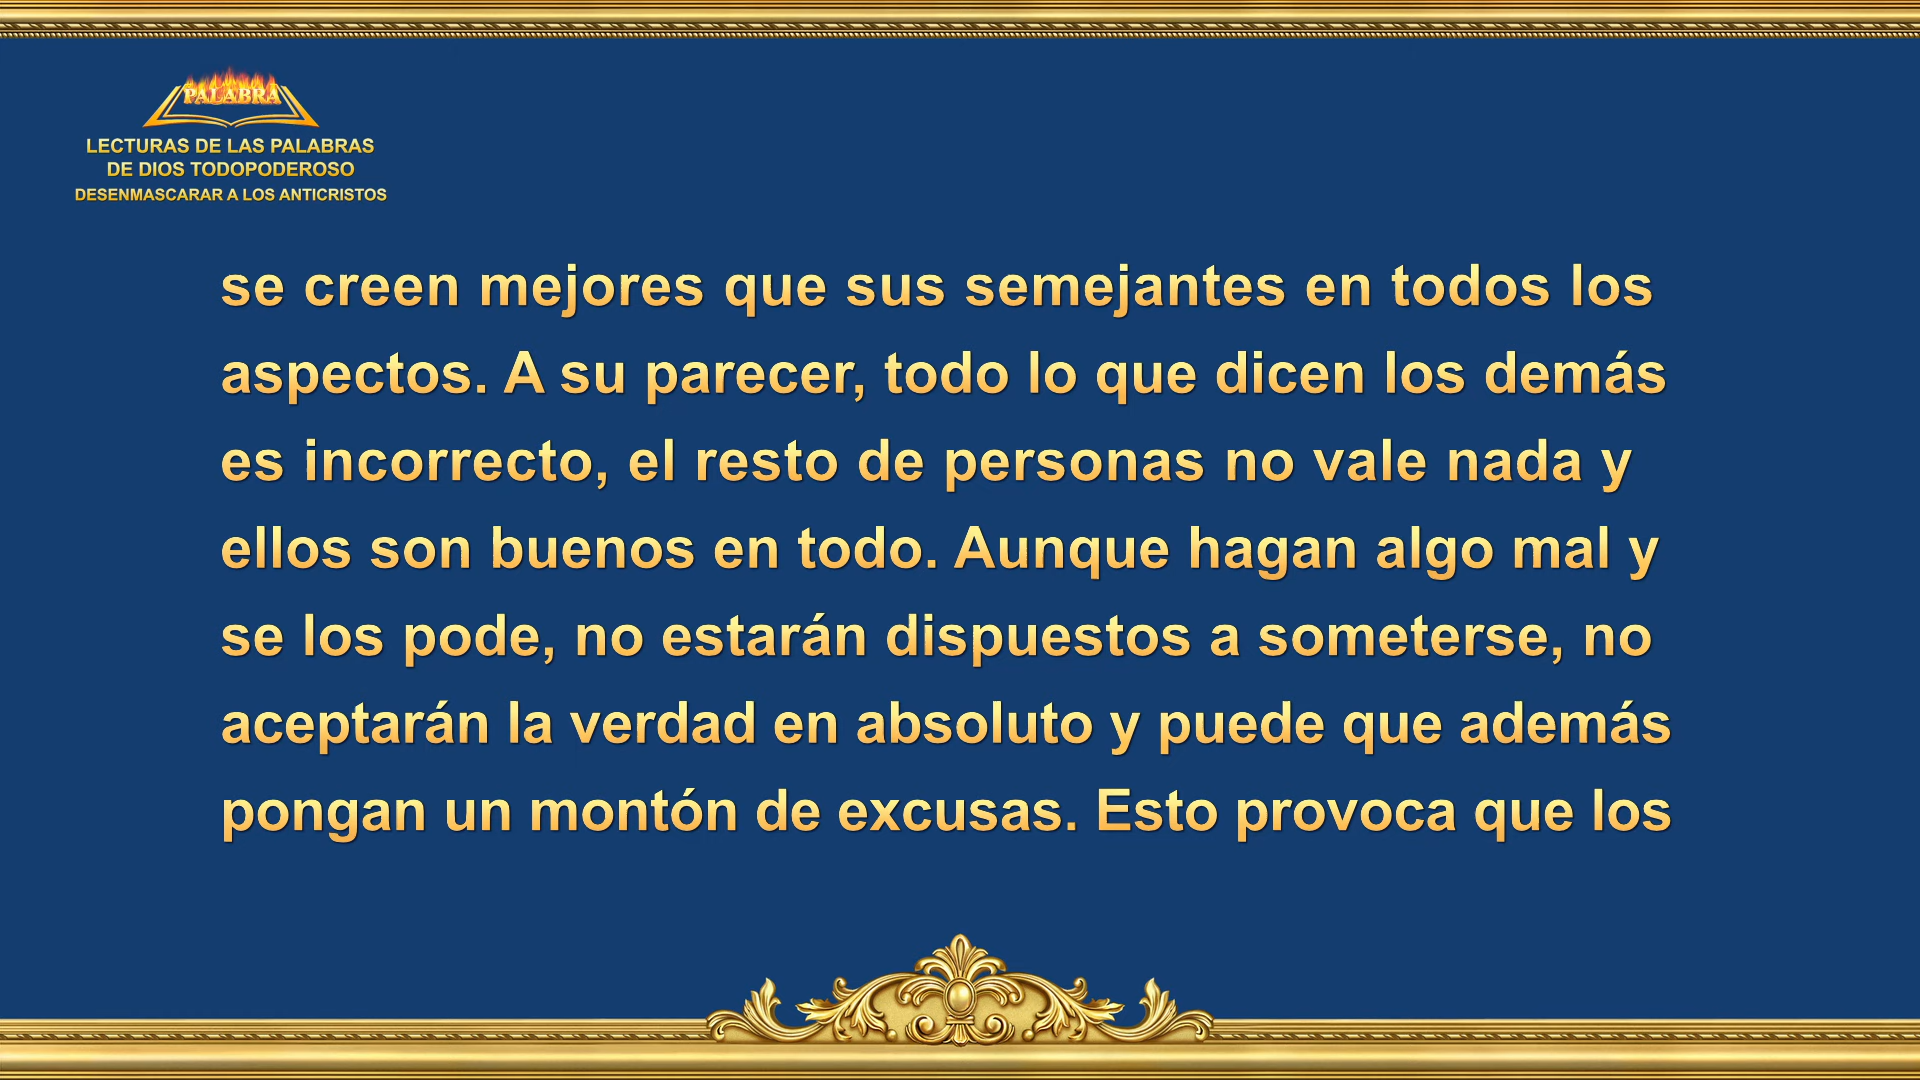 PALABRA
LECTURAS DE LAS PALABRAS
DE DIOS TODOPODEROSO
DESENMASCARAR A LOS ANTICRISTOS
se creen mejores que sus semejantes en todos los
aspectos. A su parecer, todo lo que dicen los demás
es incorrecto, el resto de personas no vale nada y
ellos son buenos en todo. Aunque hagan algo mal y
se los pode, no estarán dispuestos a someterse, no
aceptarán la verdad en absoluto y puede que además
pongan un montón de excusas. Esto provoca que los